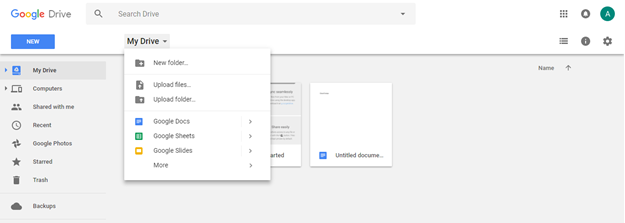 Google Drive
Search Drive
A
NEW
My Drive
Name
My Drive
Computers
Shared with me
Recent
Google Photos
Starred
Trash
Backups
New folder...
Upload files...
Upload folder...
Google Docs
Google Sheets
Google Slides
More
arted
Untitled docume...